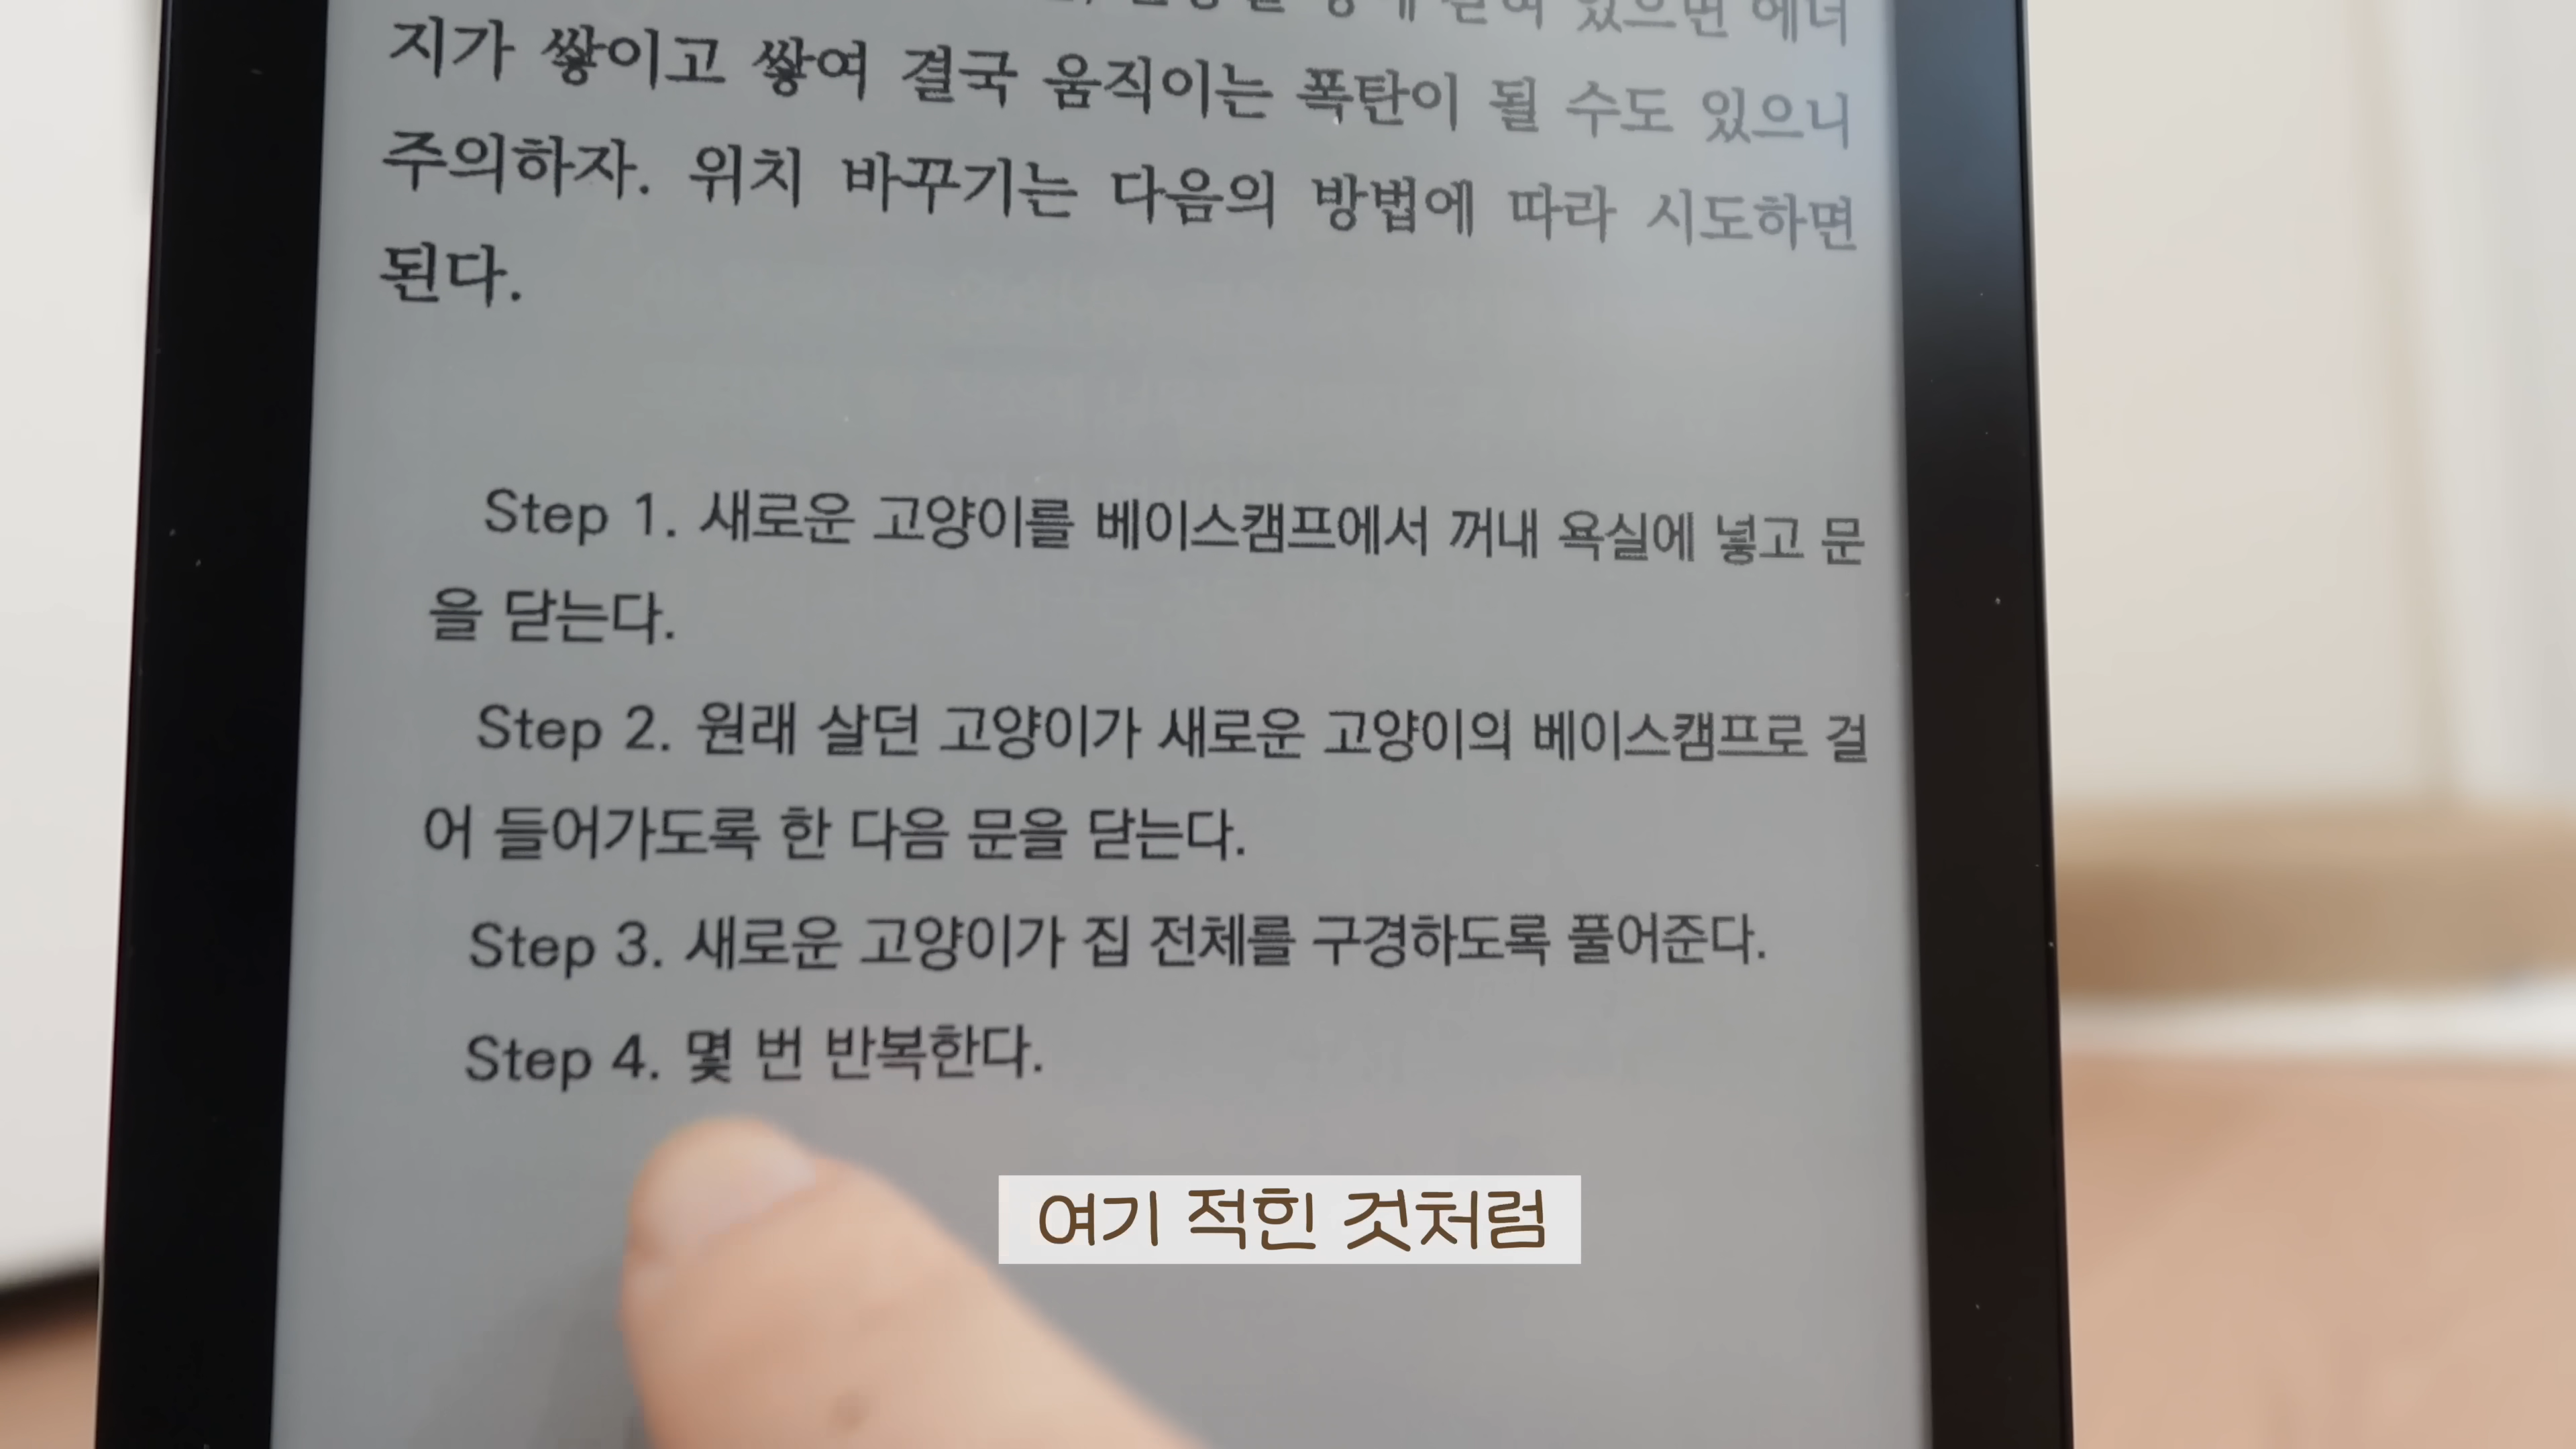 있으면 에너
지가 쌓이고 쌓여 결국 움직이는 폭탄이 될 수도 있으니
주의하자. 위치 바꾸기는 다음의 방법에 따라 시도하면
된다.
Step 1. 새로운 고양이를 베이스캠프에서 꺼내 욕실에 넣고 문
을 닫는다.
Step 2. 원래 살던 고양이가 새로운 고양이의 베이스캠프로 걸
어 들어가도록 한 다음 문을 닫는다.
Step 3. 새로운 고양이가 집 전체를 구경하도록 풀어준다.
Step 4. 몇 번 반복한다.
여기 적힌 것처럼